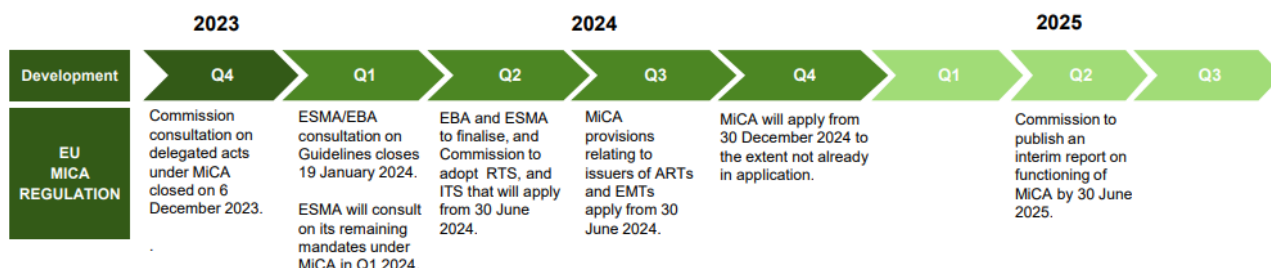 2023
2024
2025
Development
Q4
Q1
Q2
Q3
Q4
Q1
Q2
Q3
EU
MICA
REGULATION
Commission
consultation on
delegated acts
under MiCA
closed on 6
December 2023.
.
ESMA/EBA
consultation on
Guidelines closes
19 January 2024.
ESMA will consult
on its remaining
mandates under
MiCA in Q1 2024
EBA and ESMA
to finalise, and
Commission to
adopt RTS, and
ITS that will apply
from 30 June
2024.
MiCA
provisions
relating to
issuers of ARTs
and EMTs
apply from 30
June 2024.
MiCA will apply from
30 December 2024 to
the extent not already
in application.
Commission to
publish an
interim report on
functioning of
MiCA by 30 June
2025.